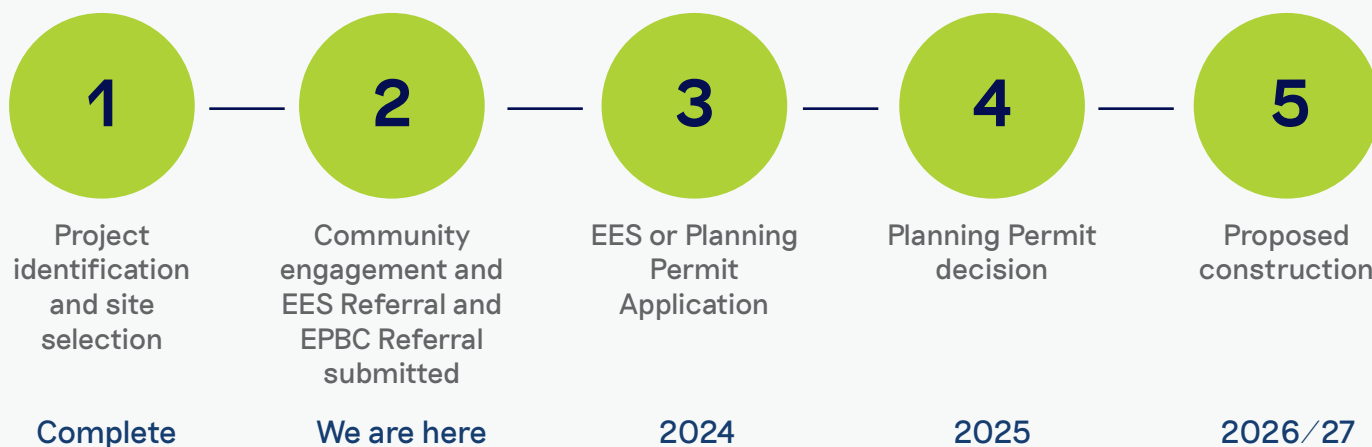 1
2
3
4
5
Project
identification
and site
selection
Complete
Community
engagement and
EES Referral and
EPBC Referral
submitted
We are here
EES or Planning
Permit
Application
2024
Planning Permit
decision
2025
Proposed
construction
2026/27